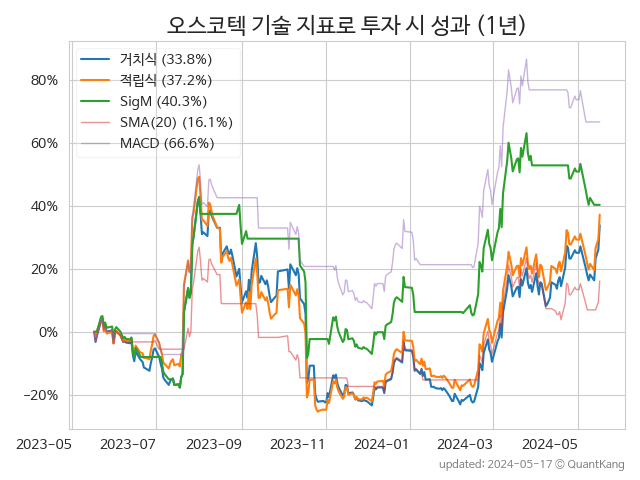 오스코텍 기술 지표로 투자 시 성과 (1년)
거치식 (33.8%)
적립식 (37.2%)
SigM (40.3%)
SMA(20) (16.1%)
MACD (66.6%)
80%
60%
40%
20%
0%
−20%
2023-05 2023-07 2023-09 2023-11 2024-01 2024-03 2024-05
updated: 2024-05-17 © QuantKang